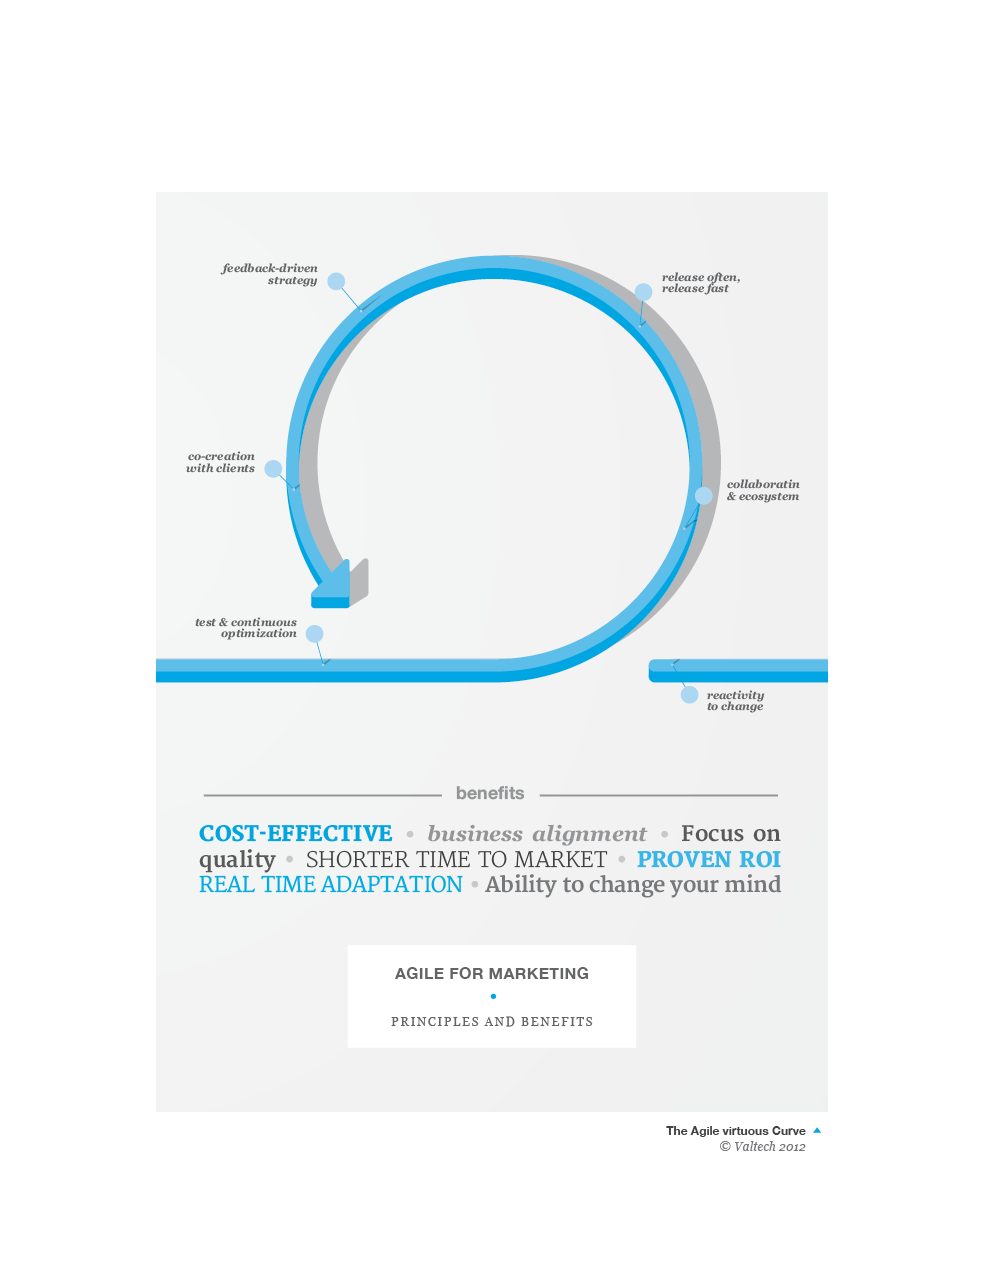 feedback-driven
strategy
release often,
release fast
co-creation
with clients
collaboratin
& ecosystem
test & continuous
optimization
reactivity
to change
benefits
COST-EFFECTIVE • business alignment • Focus on
quality • SHORTER TIME TO MARKET • PROVEN ROI
REAL TIME ADAPTATION • Ability to change your mind
AGILE FOR MARKETING
•
PRINCIPLES AND BENEFITS
The Agile virtuous Curve
© Valtech 2012